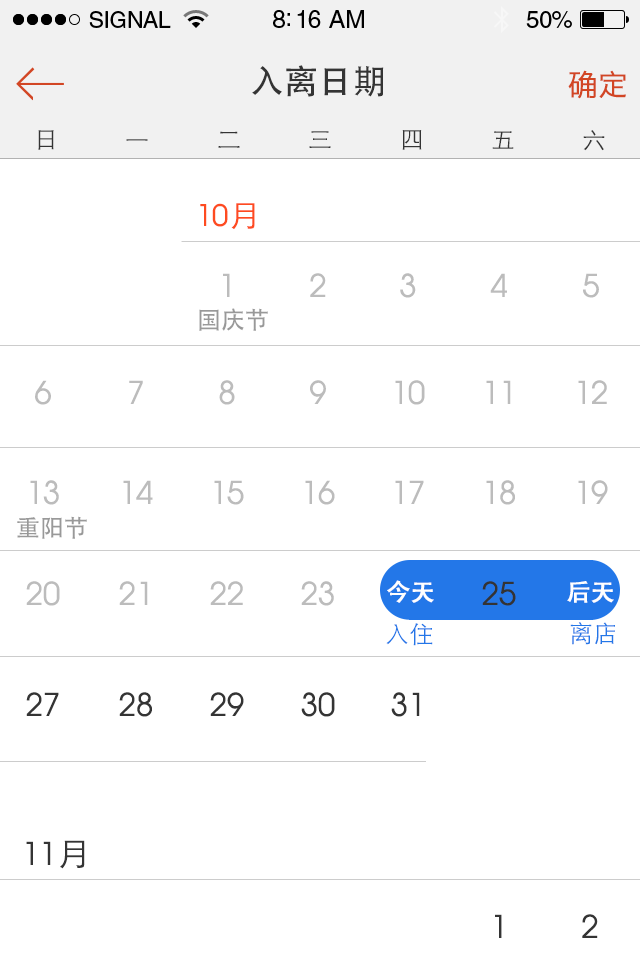 SIGNAL 8:16 AM 50%
入离日期 确定
日 一 二 三 四 五 六
10月
1 2 3 4 5
国庆节
6 7 8 9 10 11 12
13 14 15 16 17 18 19
重阳节
20 21 22 23 今天 25 后天
入住 离店
27 28 29 30 31
11月
1 2